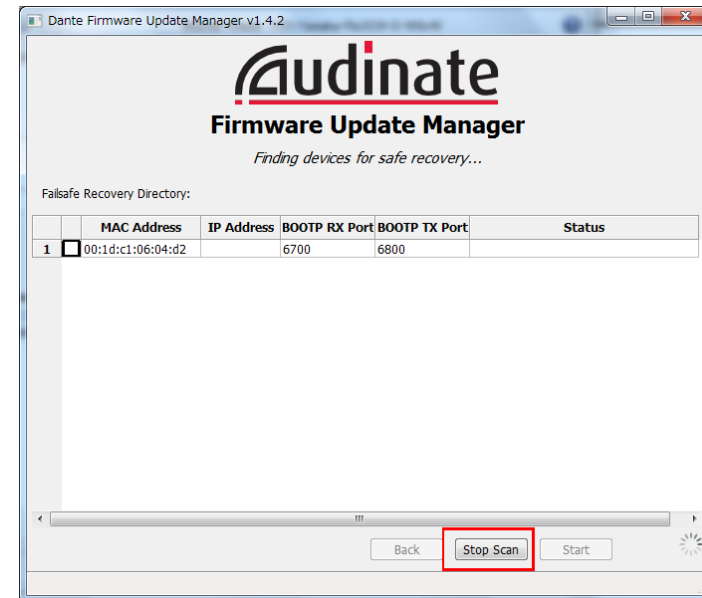 Dante Firmware Update Manager v1.4.2
Audinate
Firmware Update Manager
Finding devices for safe recovery...
Failsafe Recovery Directory:
MAC Address IP Address BOOTP RX Port BOOTP TX Port Status
1 00:1d:c1:06:04:d2 6700 6800
Back Stop Scan Start